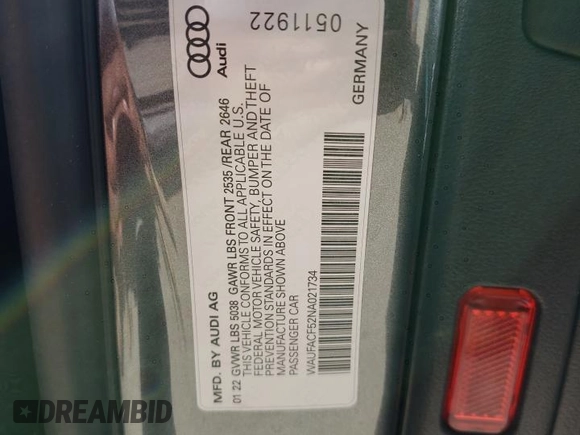 0511922
Audi
GERMANY
MFD. BY AUDI AG
01 22 GVWR LBS 5038 GAWR LBS FRONT 2535 /REAR 2646
THIS VEHICLE CONFORMS TO ALL APPLICABLE U.S.
FEDERAL MOTOR VEHICLE SAFETY, BUMPER AND THEFT
PREVENTION STANDARDS IN EFFECT ON THE DATE OF
MANUFACTURE SHOWN ABOVE
PASSENGER CAR
WAUFACF52NA021734
DREAMBID